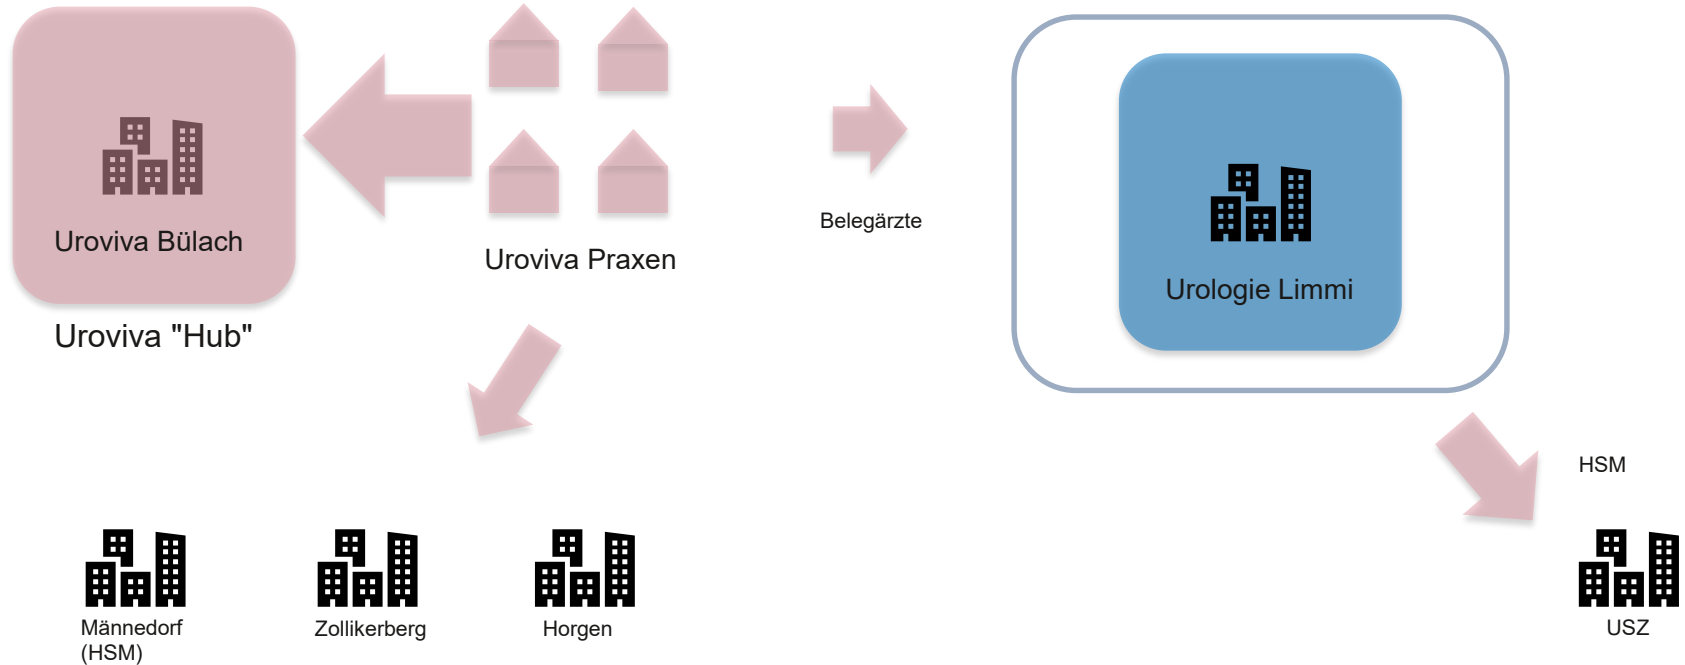 Uroviva Bülach
Uroviva "Hub"
Uroviva Praxen
Belegärzte
Urologie Limmi
HSM
Männedorf
(HSM)
Zollikerberg
Horgen
USZ